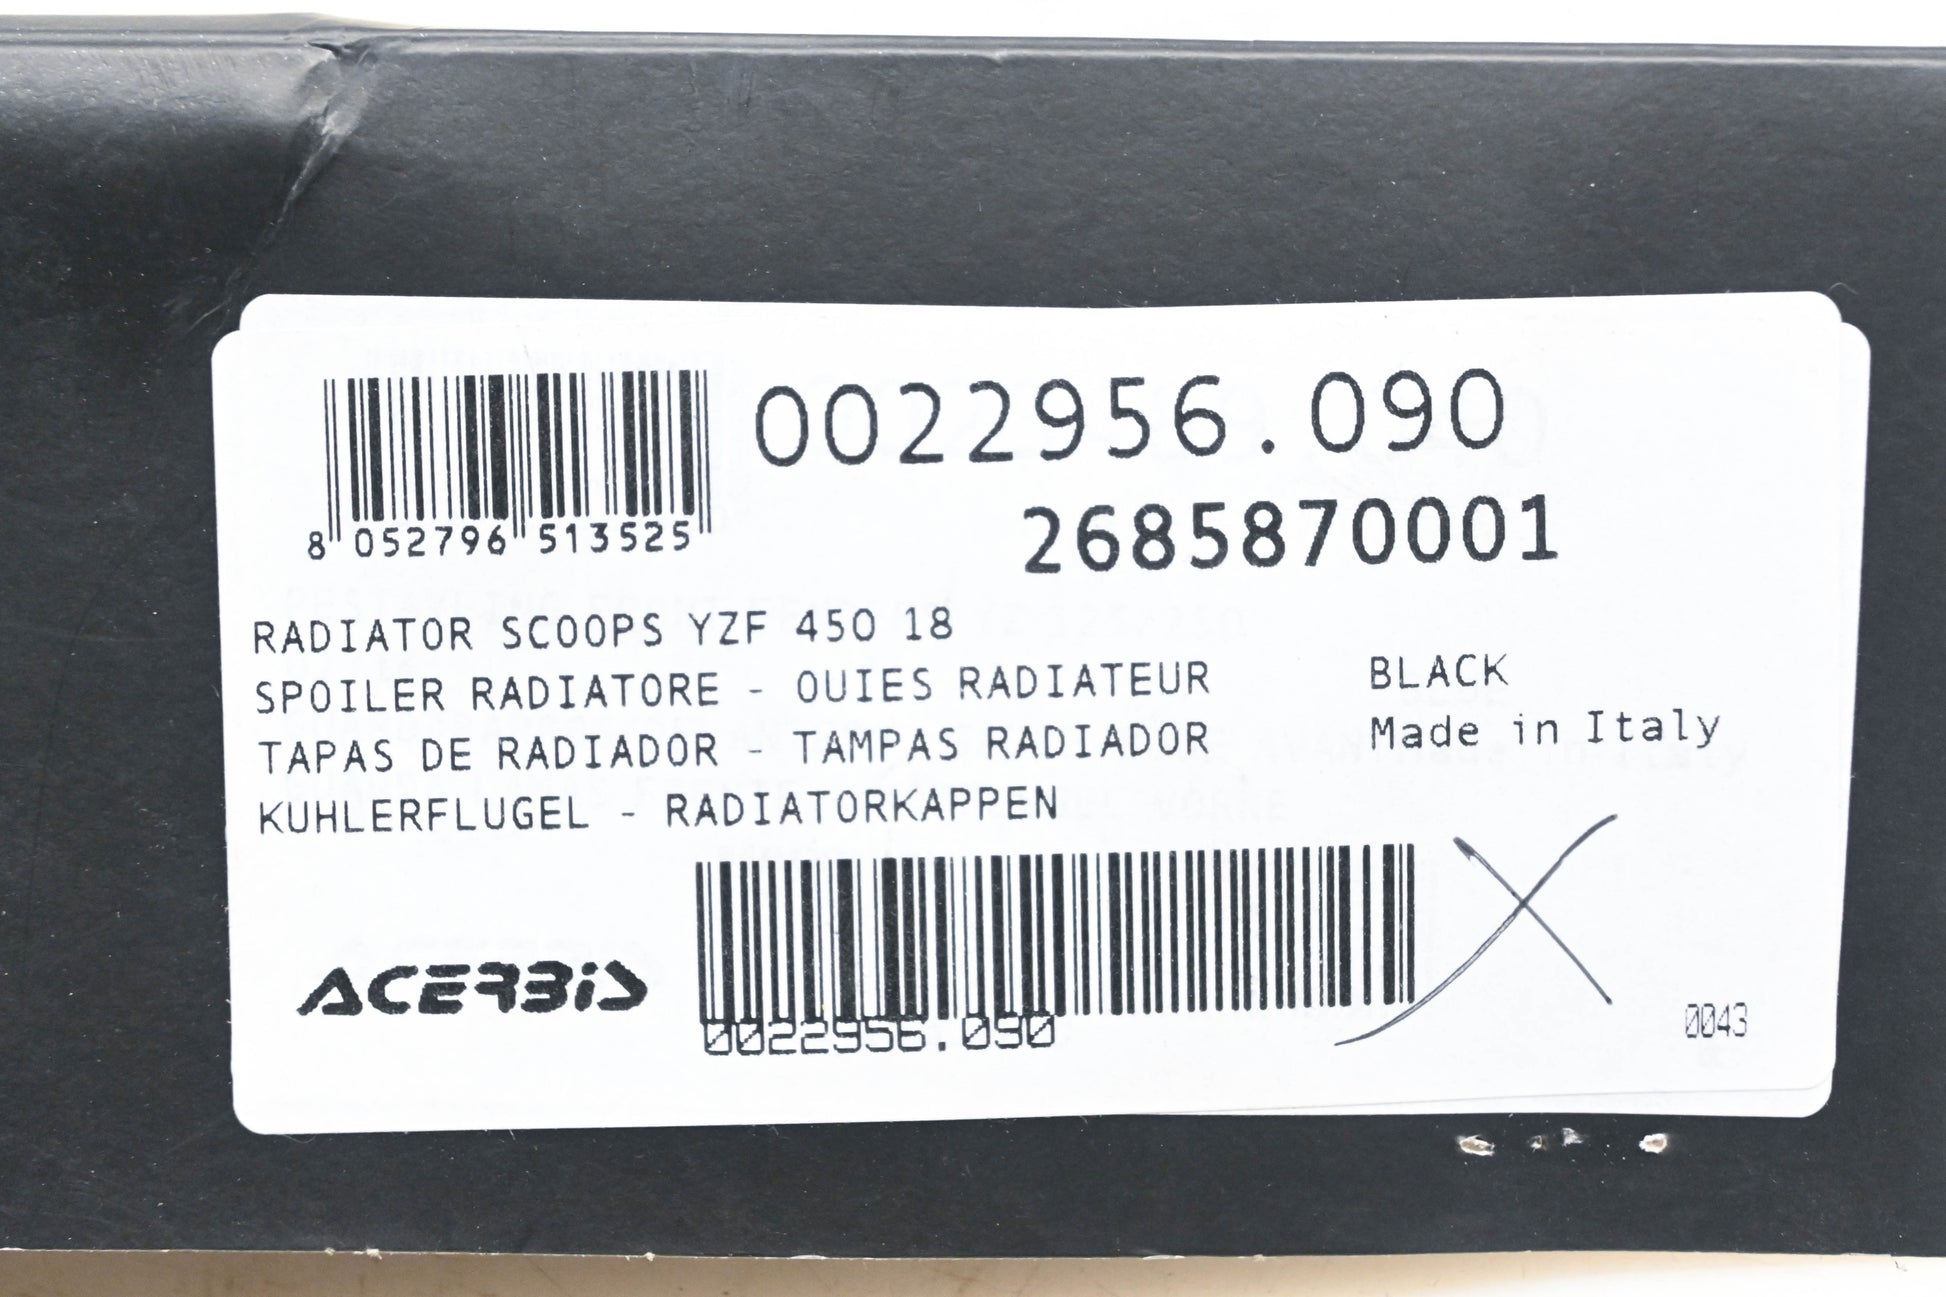 0022956.090
8 052796 513525
2685870001
RADIATOR SCOOPS YZF 450 18
SPOILER RADIATORE - OUIES RADIATEUR
BLACK
TAPAS DE RADIADOR - TAMPAS RADIADOR
Made in Italy
KUHLERFLUGEL - RADIATORKAPPEN
ACERBIS
0022956.090
0043